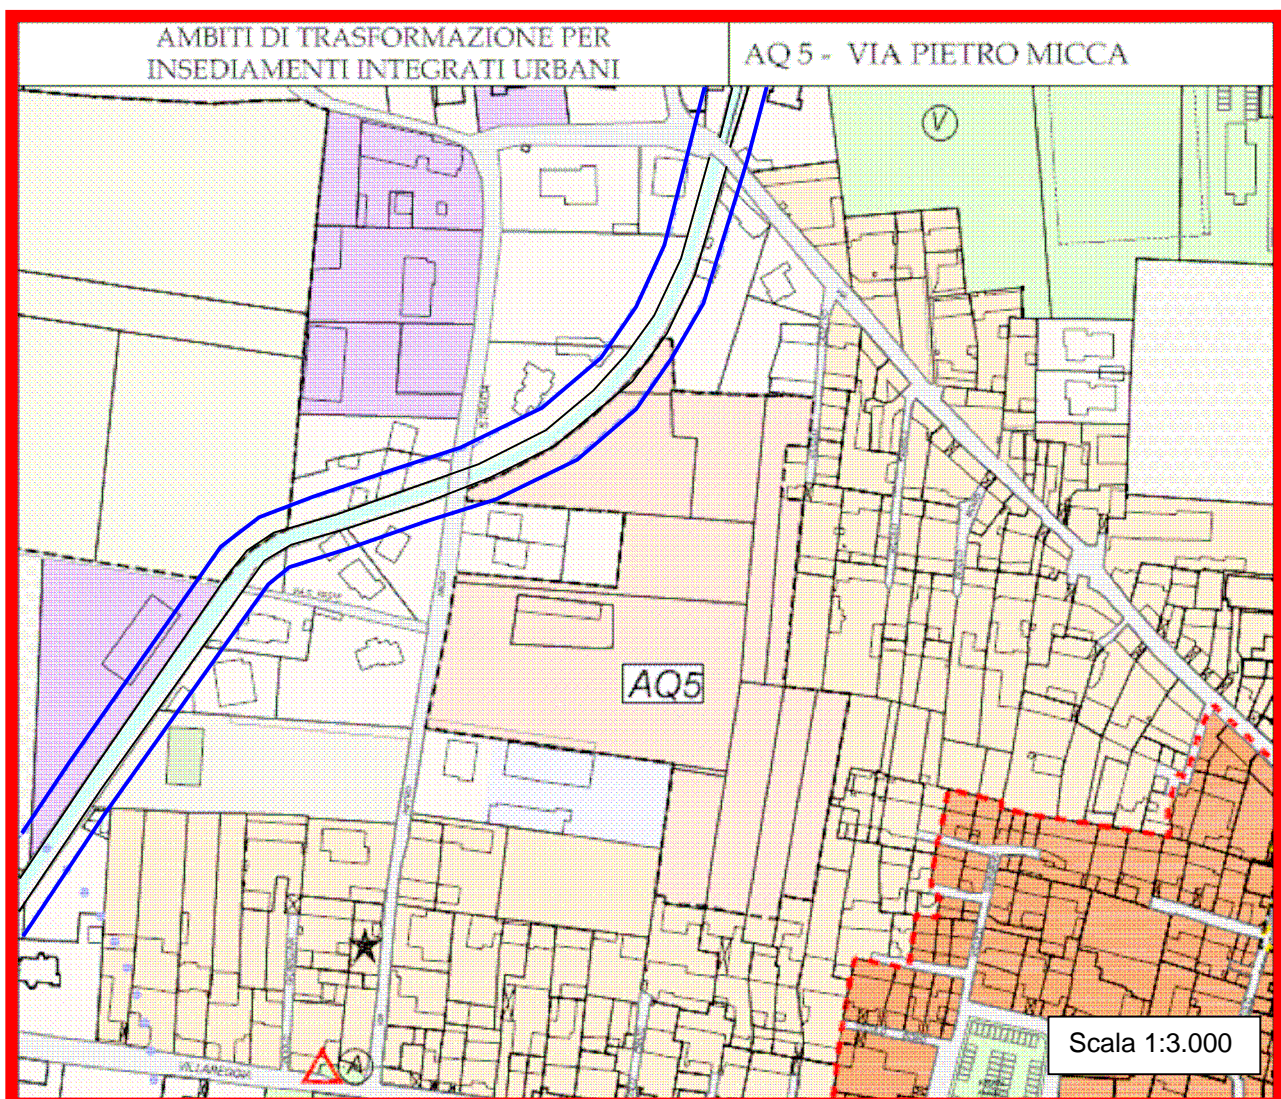 AMBITI DI TRASFORMAZIONE PER
INSEDIAMENTI INTEGRATI URBANI
AQ 5 - VIA PIETRO MICCA
V
AQ5
Scala 1:3.000
A